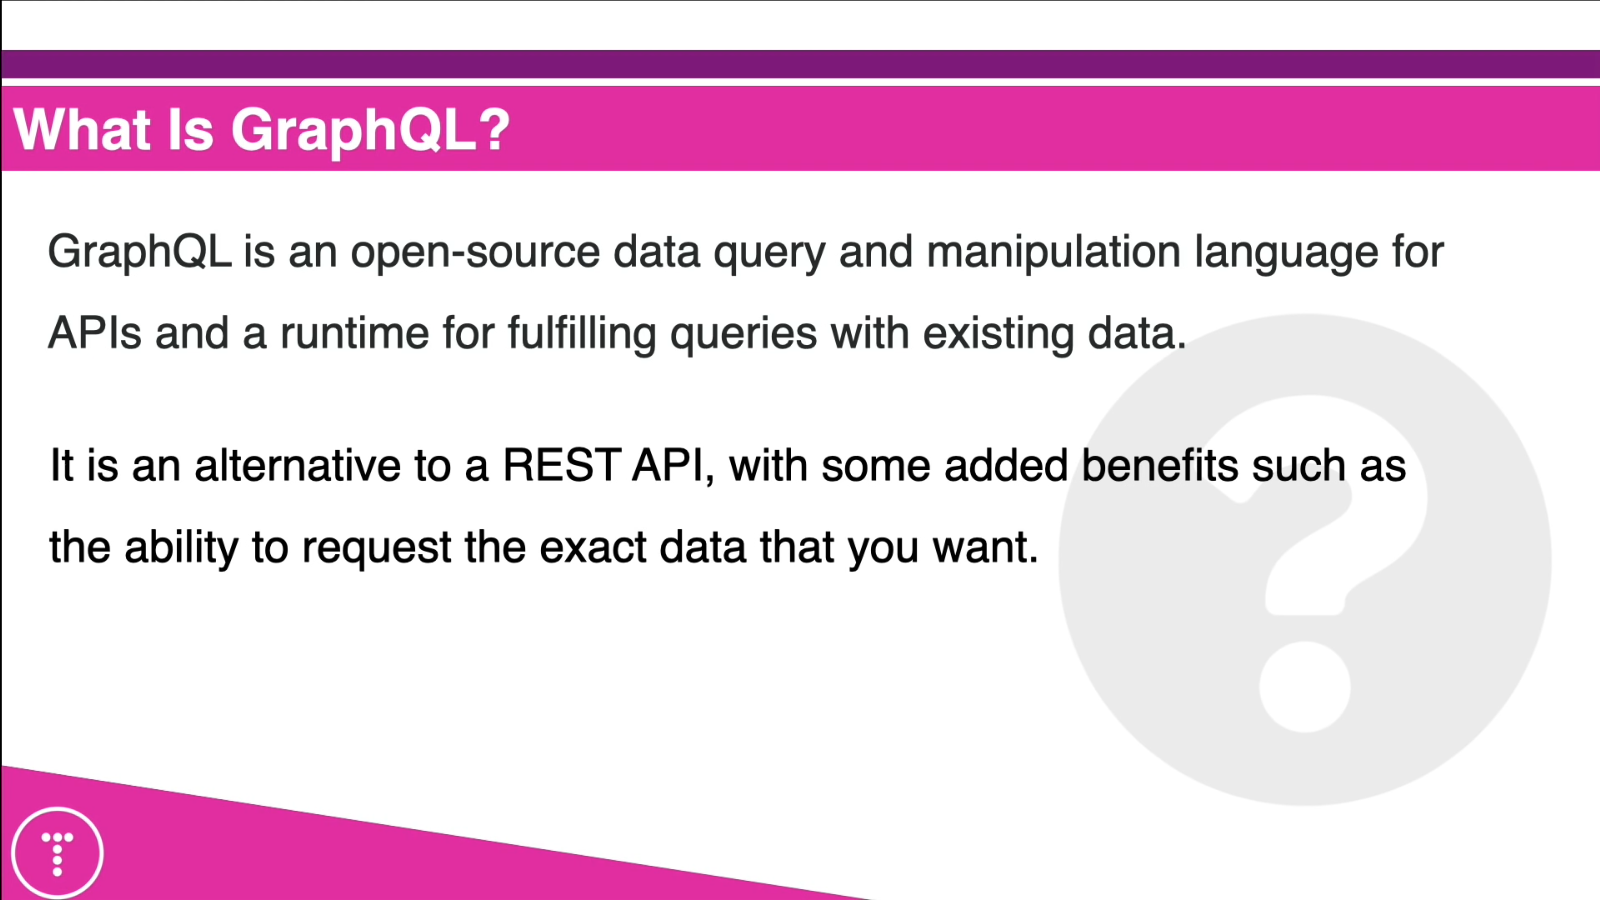 What Is GraphQL?
GraphQL is an open-source data query and manipulation language for
APIs and a runtime for fulfilling queries with existing data.
It is an alternative to a REST API, with some added benefits such as
the ability to request the exact data that you want.
T